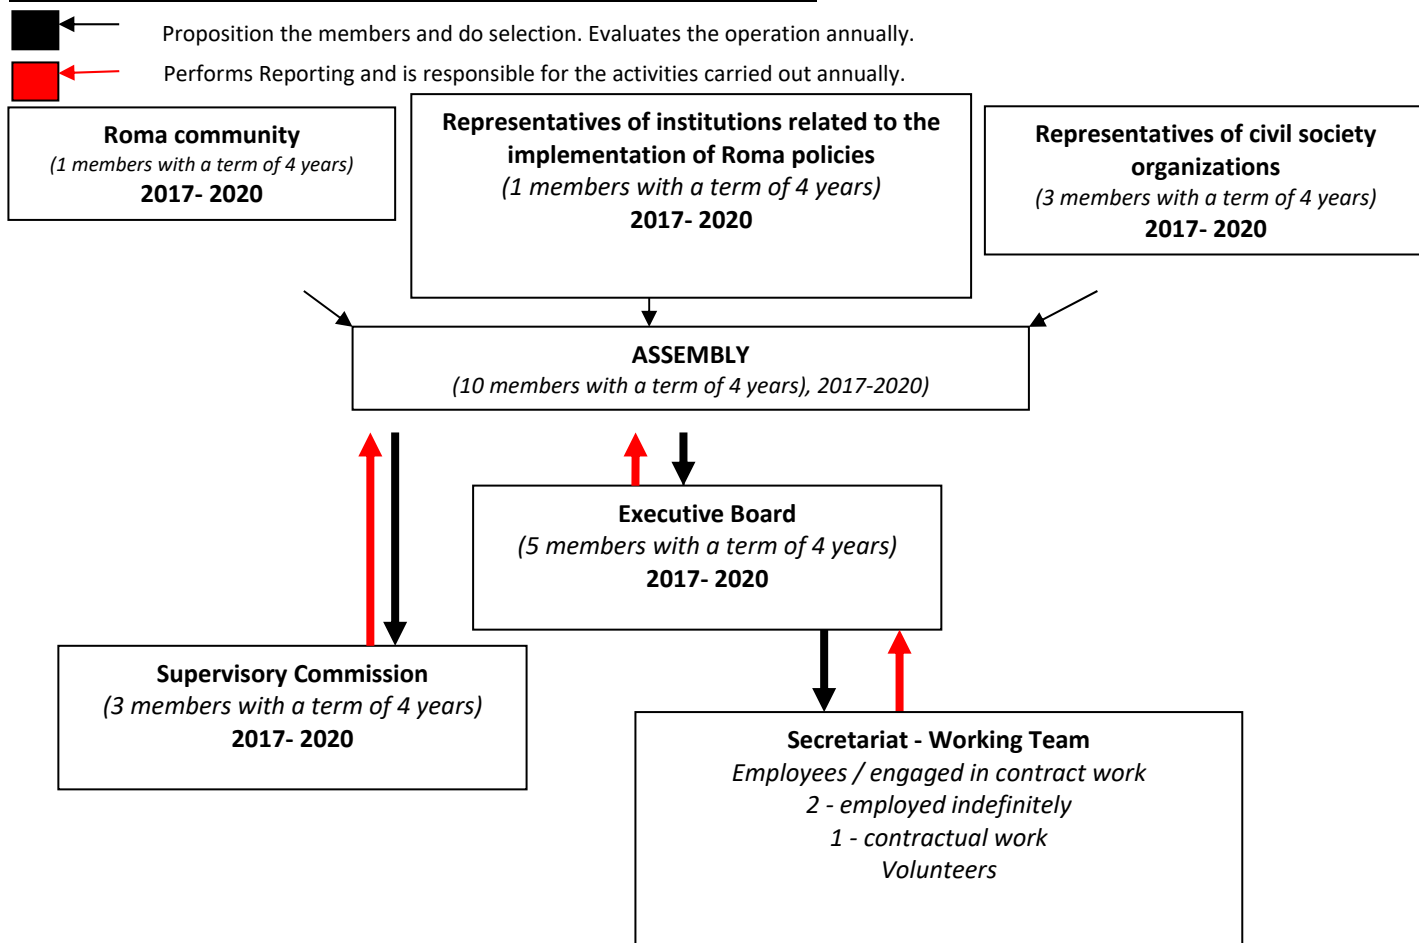 Proposition the members and do selection. Evaluates the operation annually.
Performs Reporting and is responsible for the activities carried out annually.
Roma community
(1 members with a term of 4 years)
2017- 2020
Representatives of institutions related to the
implementation of Roma policies
(1 members with a term of 4 years)
2017- 2020
Representatives of civil society
organizations
(3 members with a term of 4 years)
2017- 2020
ASSEMBLY
(10 members with a term of 4 years), 2017-2020)
Executive Board
(5 members with a term of 4 years)
2017- 2020
Supervisory Commission
(3 members with a term of 4 years)
2017- 2020
Secretariat - Working Team
Employees / engaged in contract work
2 - employed indefinitely
1 - contractual work
Volunteers